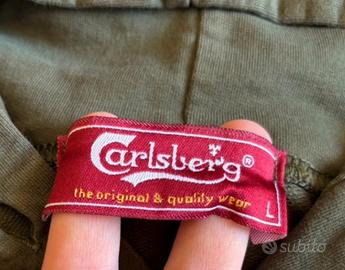 Carlsberg®
the original & quality wear
L
subito